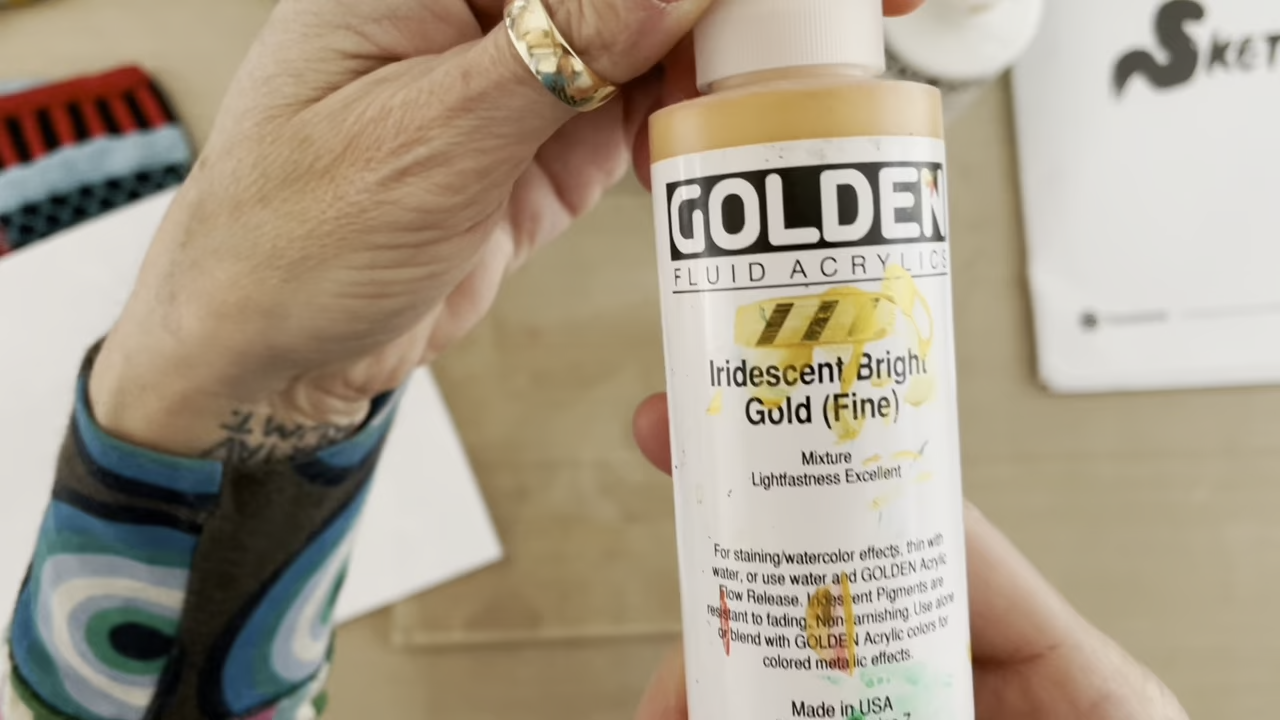 SKET
GOLDEN
FLUID ACRYLICS
Iridescent Bright
Gold (Fine)
Mixture
Lightfastness Excellent
For staining/watercolor effects, thin with
water, or use water and GOLDEN Acrylic
Flow Release. Iridescent Pigments are
resistant to fading. Non-tarnishing. Use alone
or blend with GOLDEN Acrylic colors for
colored metallic effects.
Made in USA